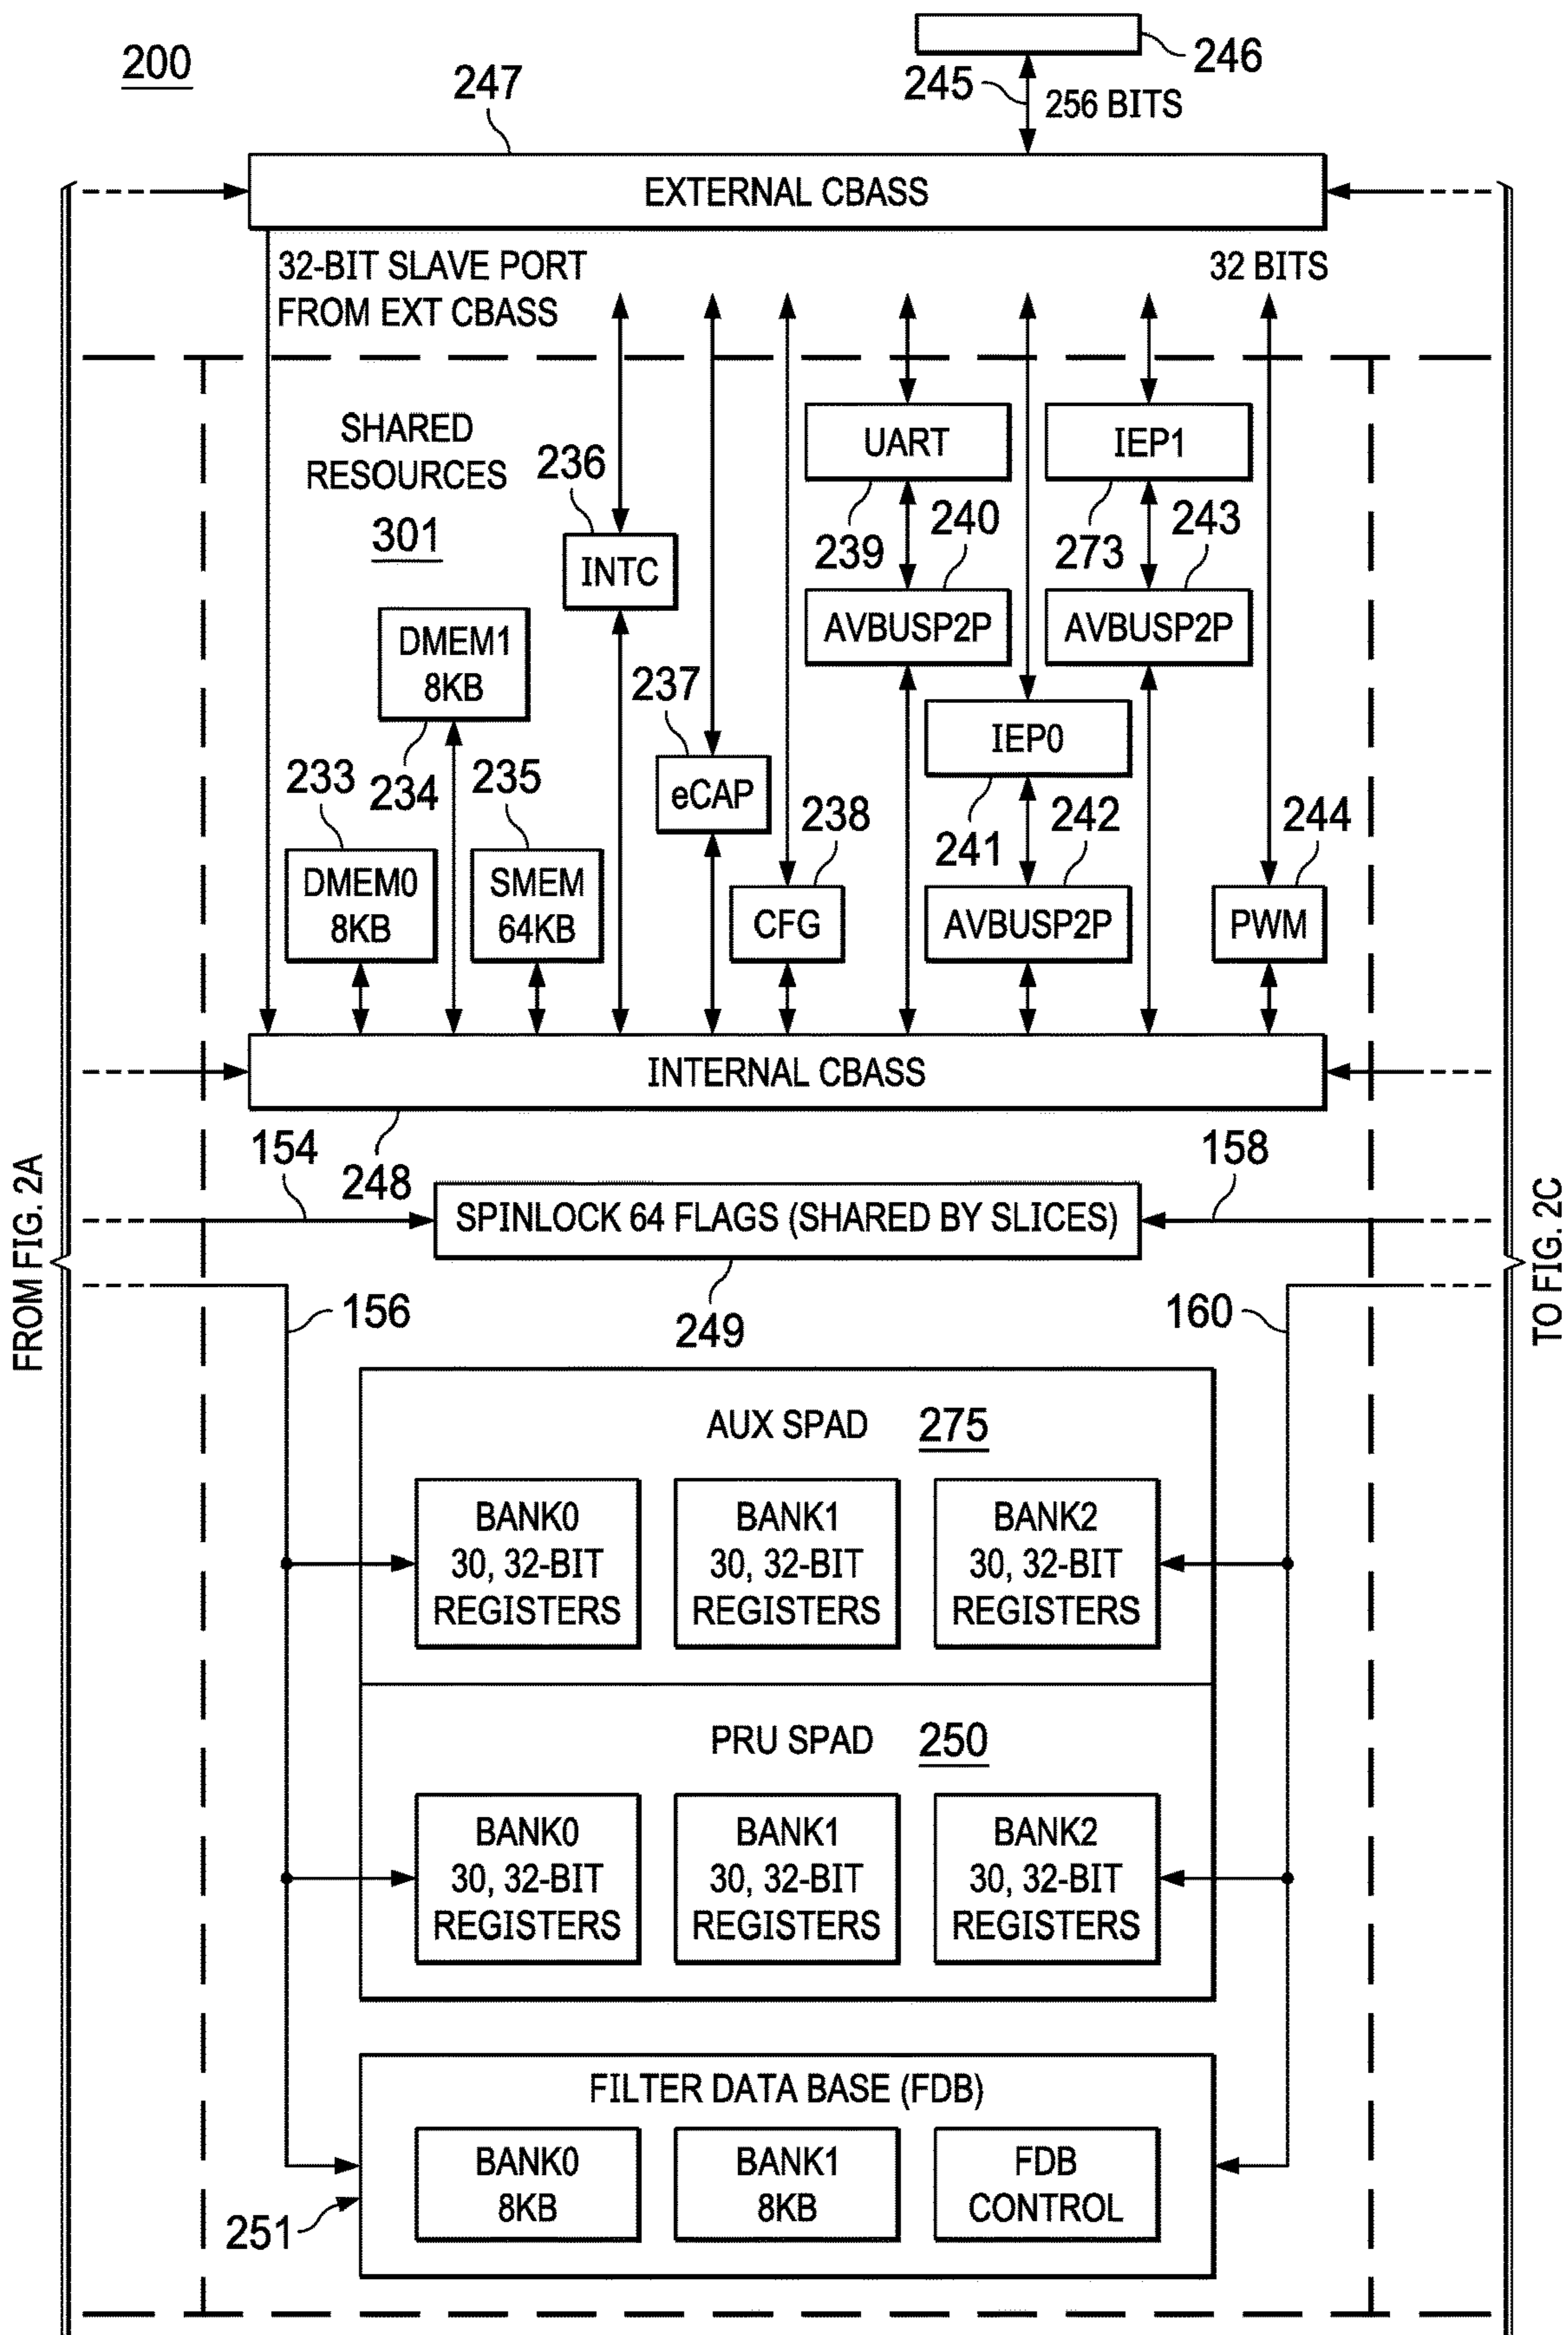 200
246
245
256 BITS
247
EXTERNAL CBASS
32-BIT SLAVE PORT
FROM EXT CBASS
32 BITS
SHARED
RESOURCES
301
236
INTC
UART
239
240
AVBUSP2P
IEP1
273
243
AVBUSP2P
DMEM1
8KB
234
237
eCAP
IEP0
241
242
AVBUSP2P
233
DMEM0
8KB
235
SMEM
64KB
238
CFG
244
PWM
INTERNAL CBASS
248
154
158
SPINLOCK 64 FLAGS (SHARED BY SLICES)
249
FROM FIG. 2A
TO FIG. 2C
156
160
AUX SPAD 275
BANK0
30, 32-BIT
REGISTERS
BANK1
30, 32-BIT
REGISTERS
BANK2
30, 32-BIT
REGISTERS
PRU SPAD 250
BANK0
30, 32-BIT
REGISTERS
BANK1
30, 32-BIT
REGISTERS
BANK2
30, 32-BIT
REGISTERS
FILTER DATA BASE (FDB)
BANK0
8KB
BANK1
8KB
FDB
CONTROL
251